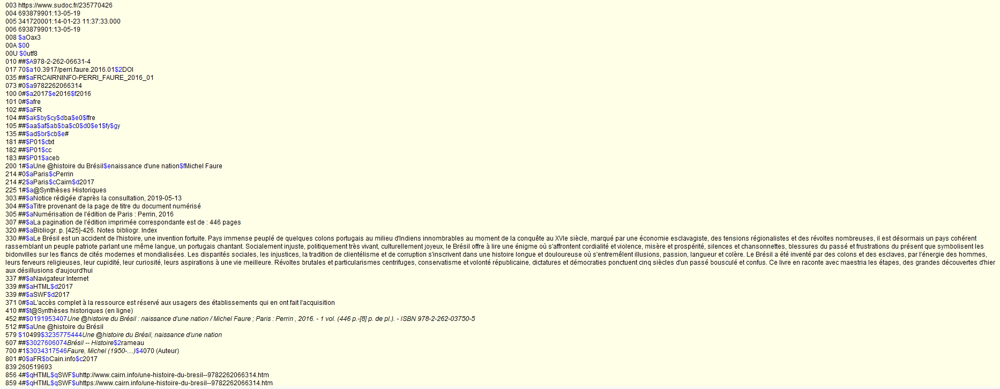 003 https://www.sudoc.fr/235770426
004 693879901:13-05-19
005 341720001:14-01-23 11:37:33.000
006 693879901:13-05-19
008 $aOax3
00A $00
00U $0utf8
010 ##$A978-2-262-06631-4
017 70$a10.3917/perri.faure.2016.01$2DOI
035 ##$aFRCAIRNINFO-PERRI_FAURE_2016_01
073 #0$a9782262066314
100 0#$a2017$e2016$f2016
101 0#$afre
102 ##$aFR
104 ##$ak$by$cy$dba$e0$ffre
105 ##$aa$af$ab$ba$c0$d0$e1$fy$gy
135 ##$ad$br$cb$e#
181 ##$P01$ctxt
182 ##$P01$cc
183 ##$P01$aceb
200 1#$aUne @histoire du Brésil$enaissance d'une nation$fMichel Faure
214 #0$aParis$cPerrin
214 #2$aParis$cCairn$d2017
225 1#$a@Synthèses Historiques
303 ##$aNotice rédigée d'après la consultation, 2019-05-13
304 ##$aTitre provenant de la page de titre du document numérisé
305 ##$aNumérisation de l'édition de Paris : Perrin, 2016
307 ##$aLa pagination de l'édition imprimée correspondante est de : 446 pages
320 ##$aBibliogr. p. [425]-426. Notes bibliogr. Index
330 ##$aLe Brésil est un accident de l'histoire, une invention fortuite. Pays immense peuplé de quelques colons portugais au milieu d'Indiens innombrables au moment de la conquête au XVIe siècle, marqué par une économie esclavagiste, des tensions régionalistes et des révoltes nombreuses, il est désormais un pays cohérent
rassemblant un peuple patriote parlant une même langue, un portugais chantant. Socialement injuste, politiquement très vivant, culturellement joyeux, le Brésil offre à lire une énigme où s'affrontent cordialité et violence, misère et prospérité, silences et chansonnettes, blessures du passé et frustrations du présent que symbolisent les
bidonvilles sur les flancs de cités modernes et mondialisées. Les disparités sociales, les injustices, la tradition de clientélisme et de corruption s'inscrivent dans une histoire longue et douloureuse où s'entremêlent illusions, passion, langueur et colère. Le Brésil a été inventé par des colons et des esclaves, par l'énergie des hommes,
leurs ferveurs religieuses, leur cupidité, leur curiosité, leurs aspirations à une vie meilleure. Révoltes brutales et particularismes centrifuges, conservatisme et volonté républicaine, dictatures et démocraties ponctuent cinq siècles d'un passé bousculé et confus. Ce livre en raconte avec maestria les étapes, des grandes découvertes d'hier
aux désillusions d'aujourd'hui
337 ##$aNavigateur Internet
339 ##$aHTML$d2017
339 ##$aSWF$d2017
371 0#$aL'accès complet à la ressource est réservé aux usagers des établissements qui en ont fait l'acquisition
410 ##$t@Synthèses historiques (en ligne)
452 ##$0191953407Une @histoire du Brésil : naissance d'une nation / Michel Faure ; Paris : Perrin , 2016. - 1 vol. (446 p.-[8] p. de pl.). - ISBN 978-2-262-03750-5
512 ##$aUne @histoire du Brésil
579 $10499$3235775444Une @histoire du Brésil, naissance d'une nation
607 ##$3027606074Brésil -- Histoire$2rameau
700 #1$3034317546Faure, Michel (1950-....)$4070 (Auteur)
801 #0$aFR$bCain.info$c2017
839 260519693
856 4#$qHTML$qSWF$uhttp://www.cairn.info/une-histoire-du-bresil--9782262066314.htm
859 4#$qHTML$qSWF$uhttps://www.cairn.info/une-histoire-du-bresil--9782262066314.htm